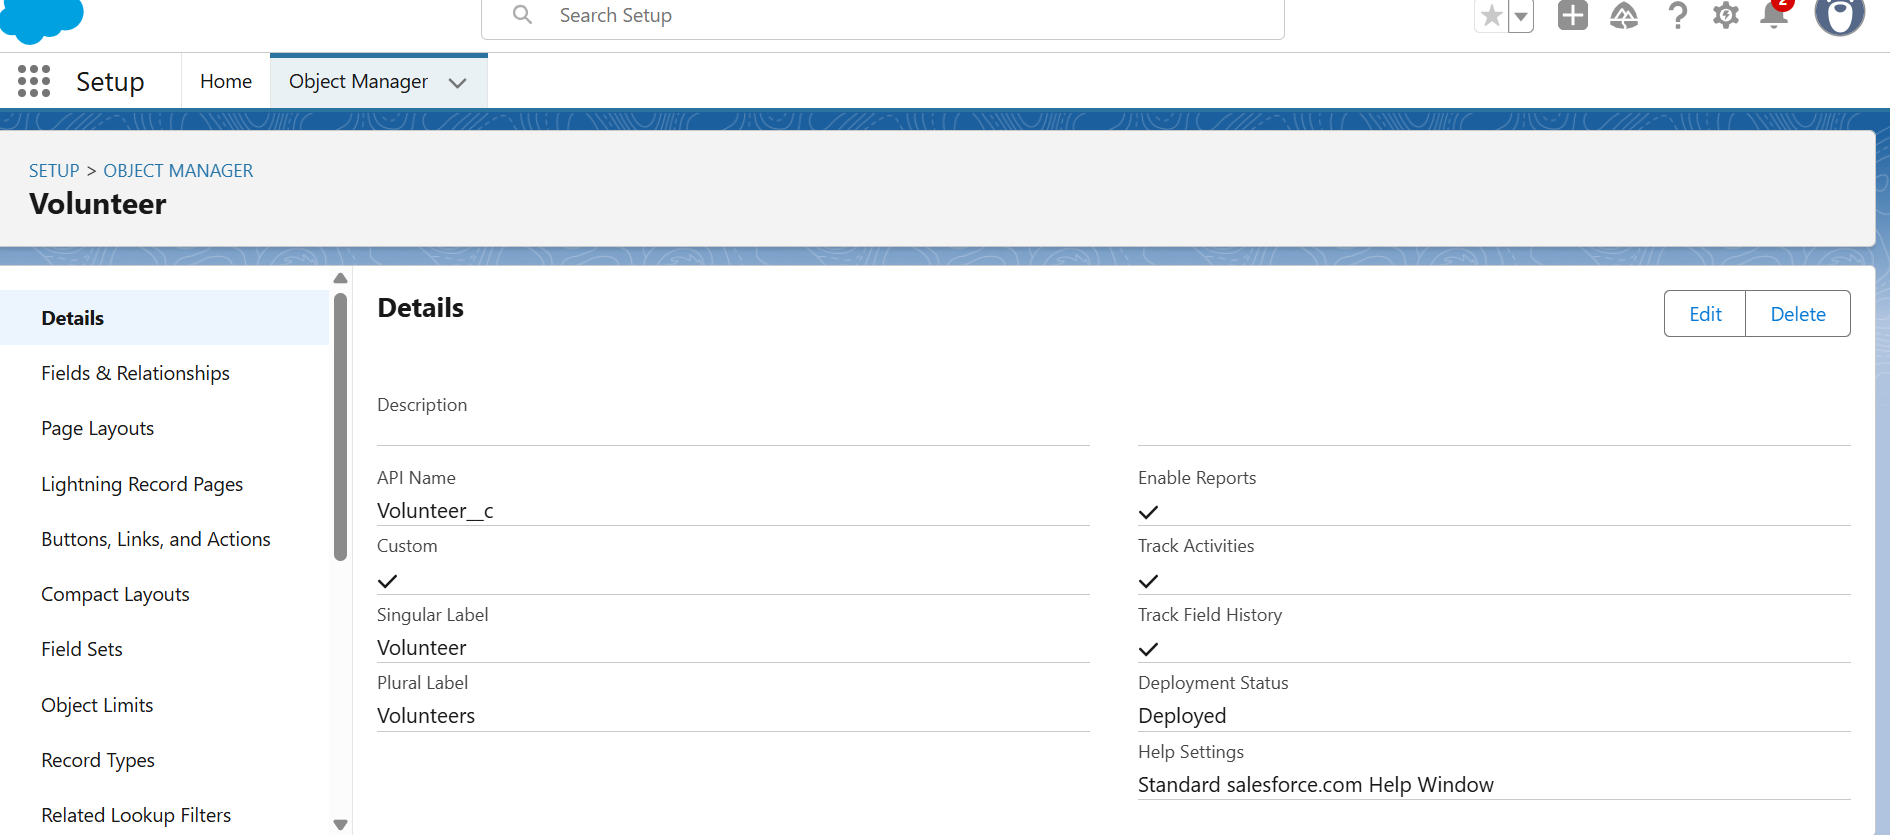 Search Setup
2
Setup
Home
Object Manager
SETUP > OBJECT MANAGER
Volunteer
Details
Fields & Relationships
Page Layouts
Lightning Record Pages
Buttons, Links, and Actions
Compact Layouts
Field Sets
Object Limits
Record Types
Related Lookup Filters
Details
Edit
Delete
Description
API Name
Volunteer__c
Custom
Singular Label
Volunteer
Plural Label
Volunteers
Enable Reports
Track Activities
Track Field History
Deployment Status
Deployed
Help Settings
Standard salesforce.com Help Window